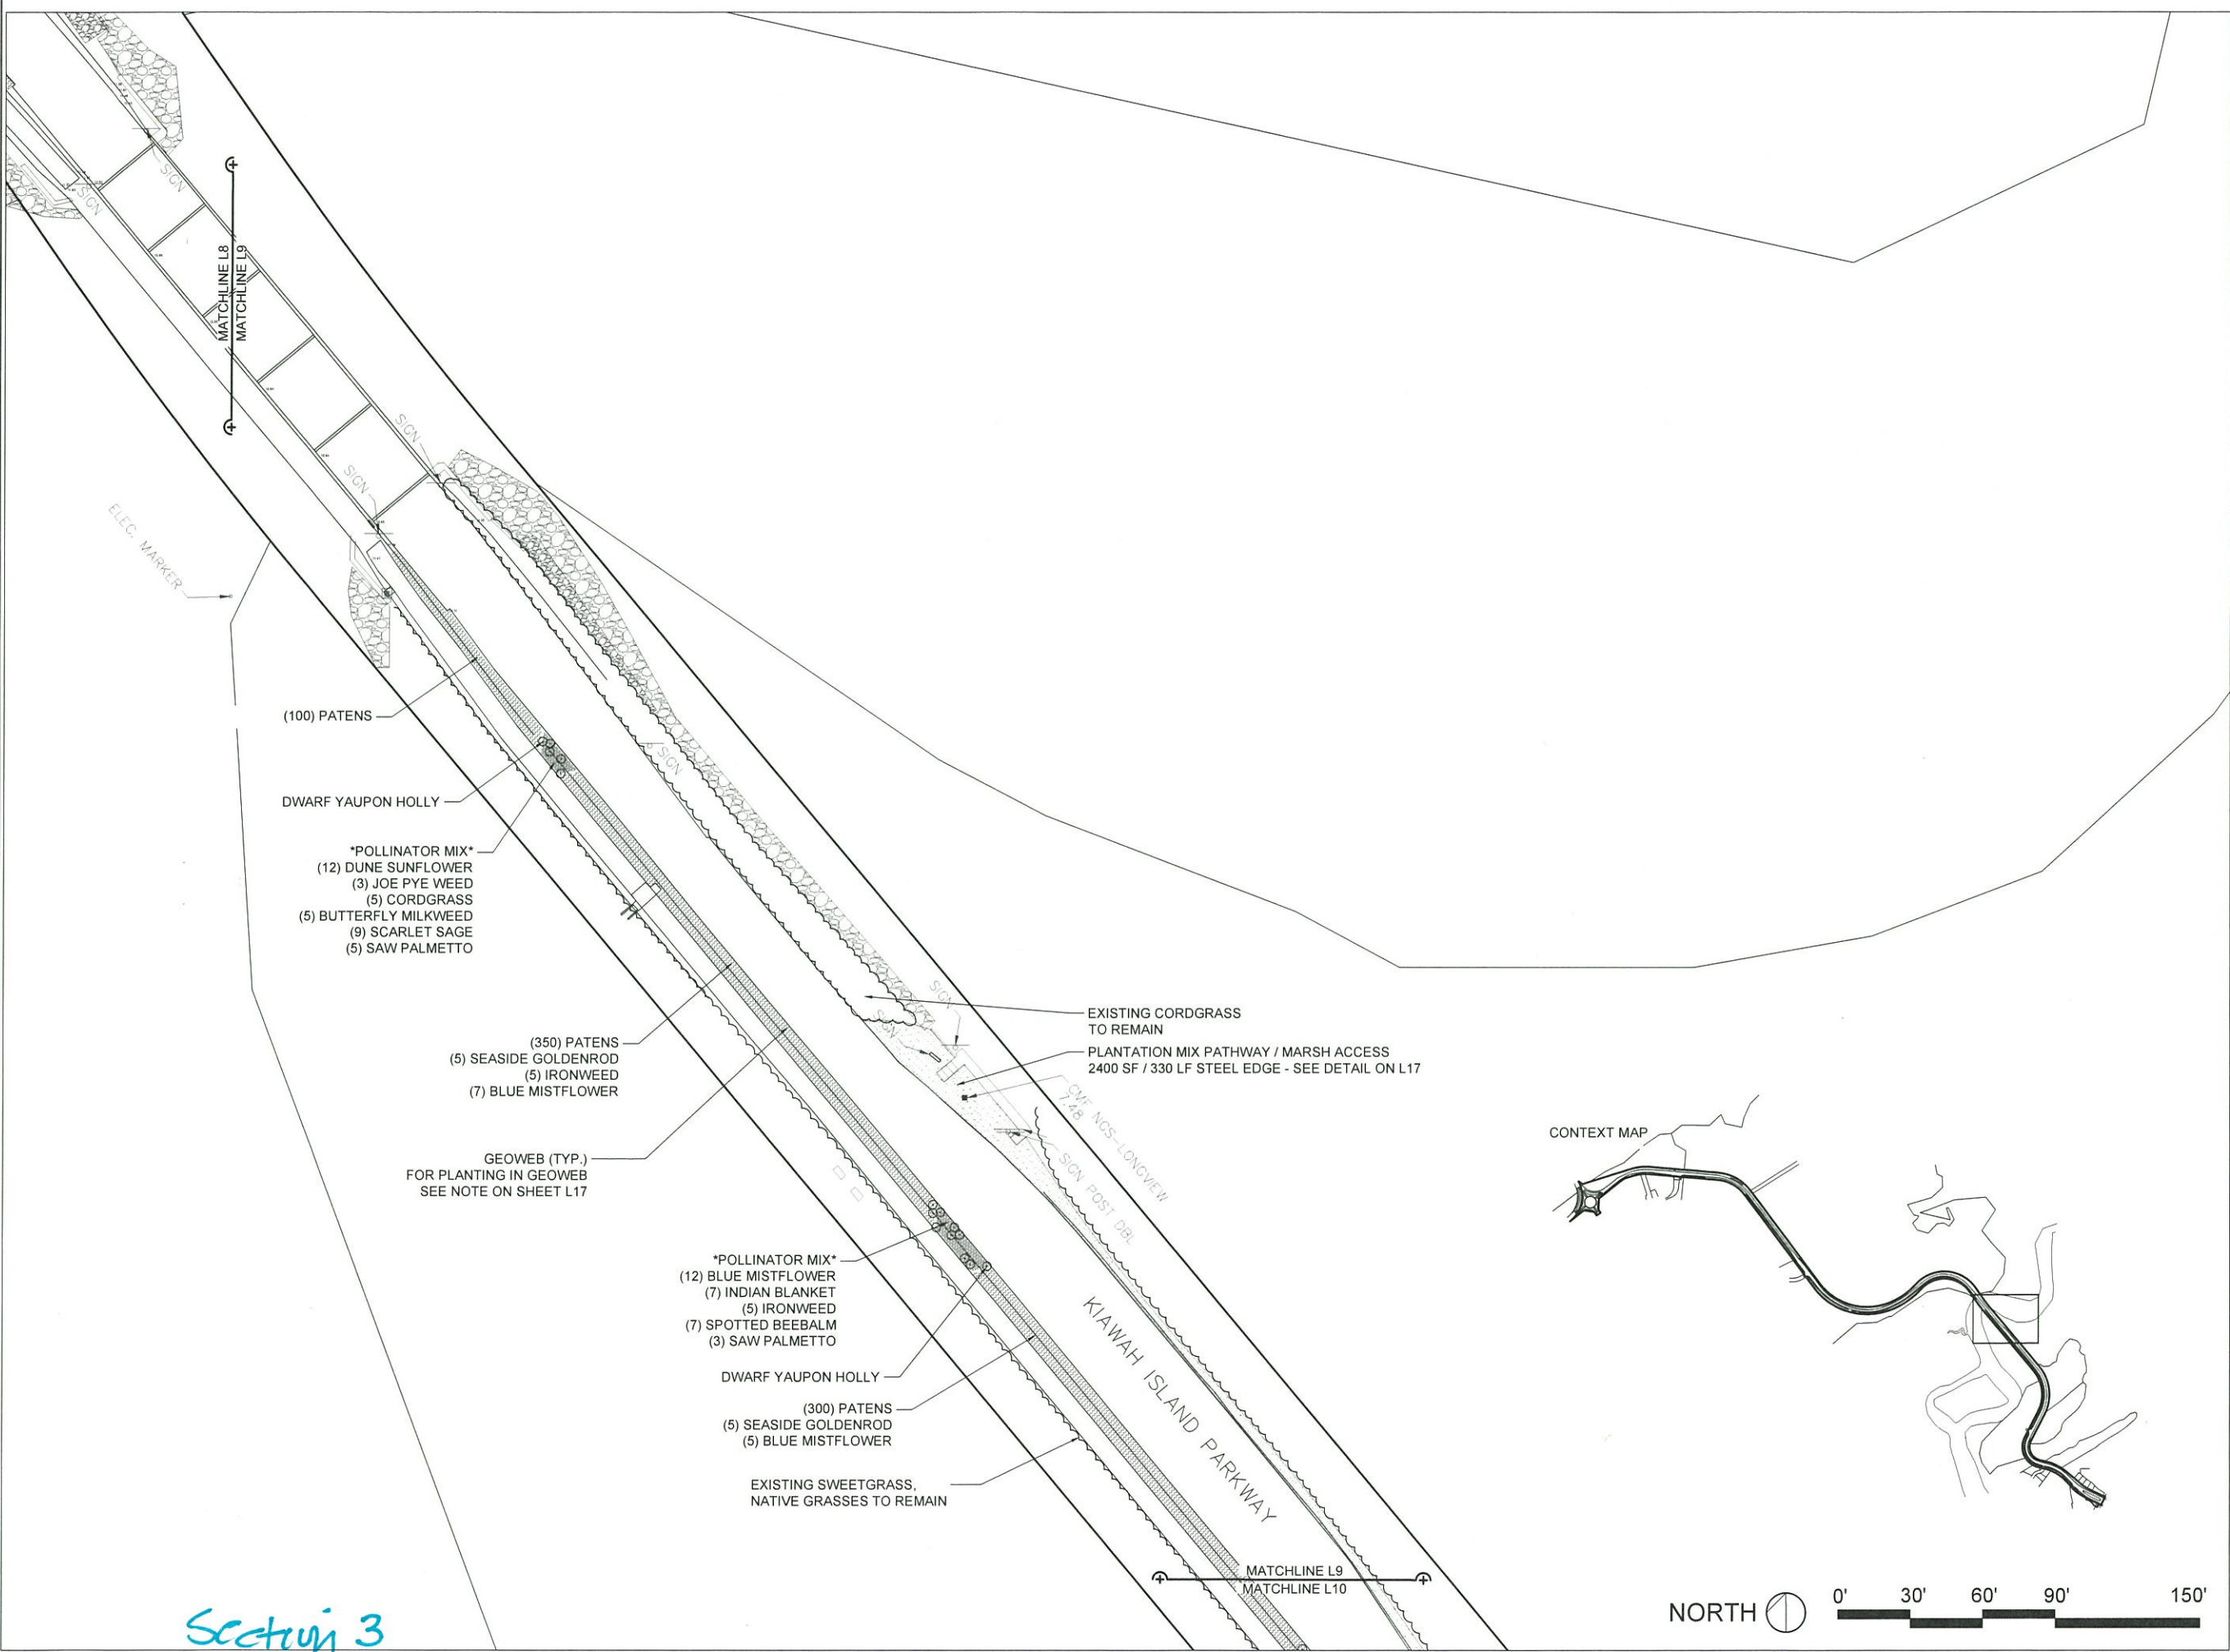 SIGN
SIGN
MATCHLINE L8
MATCHLINE L9
SIGN
SIGN
ELEC. MARKER
(100) PATENS
SIGN
DWARF YAUPON HOLLY
*POLLINATOR MIX*
(12) DUNE SUNFLOWER
(3) JOE PYE WEED
(5) CORDGRASS
(5) BUTTERFLY MILKWEED
(9) SCARLET SAGE
(5) SAW PALMETTO
SIGN
SIGN
EXISTING CORDGRASS
TO REMAIN
PLANTATION MIX PATHWAY / MARSH ACCESS
2400 SF / 330 LF STEEL EDGE - SEE DETAIL ON L17
(350) PATENS
(5) SEASIDE GOLDENROD
(5) IRONWEED
(7) BLUE MISTFLOWER
CMF NGS-LONGVIEW
7.48
SIGN POST DBL
GEOWEB (TYP.)
FOR PLANTING IN GEOWEB
SEE NOTE ON SHEET L17
*POLLINATOR MIX*
(12) BLUE MISTFLOWER
(7) INDIAN BLANKET
(5) IRONWEED
(7) SPOTTED BEEBALM
(3) SAW PALMETTO
DWARF YAUPON HOLLY
(300) PATENS
(5) SEASIDE GOLDENROD
(5) BLUE MISTFLOWER
EXISTING SWEETGRASS,
NATIVE GRASSES TO REMAIN
KIAWAH ISLAND PARKWAY
MATCHLINE L9
MATCHLINE L10
CONTEXT MAP
NORTH
0' 30' 60' 90' 150'
Section 3